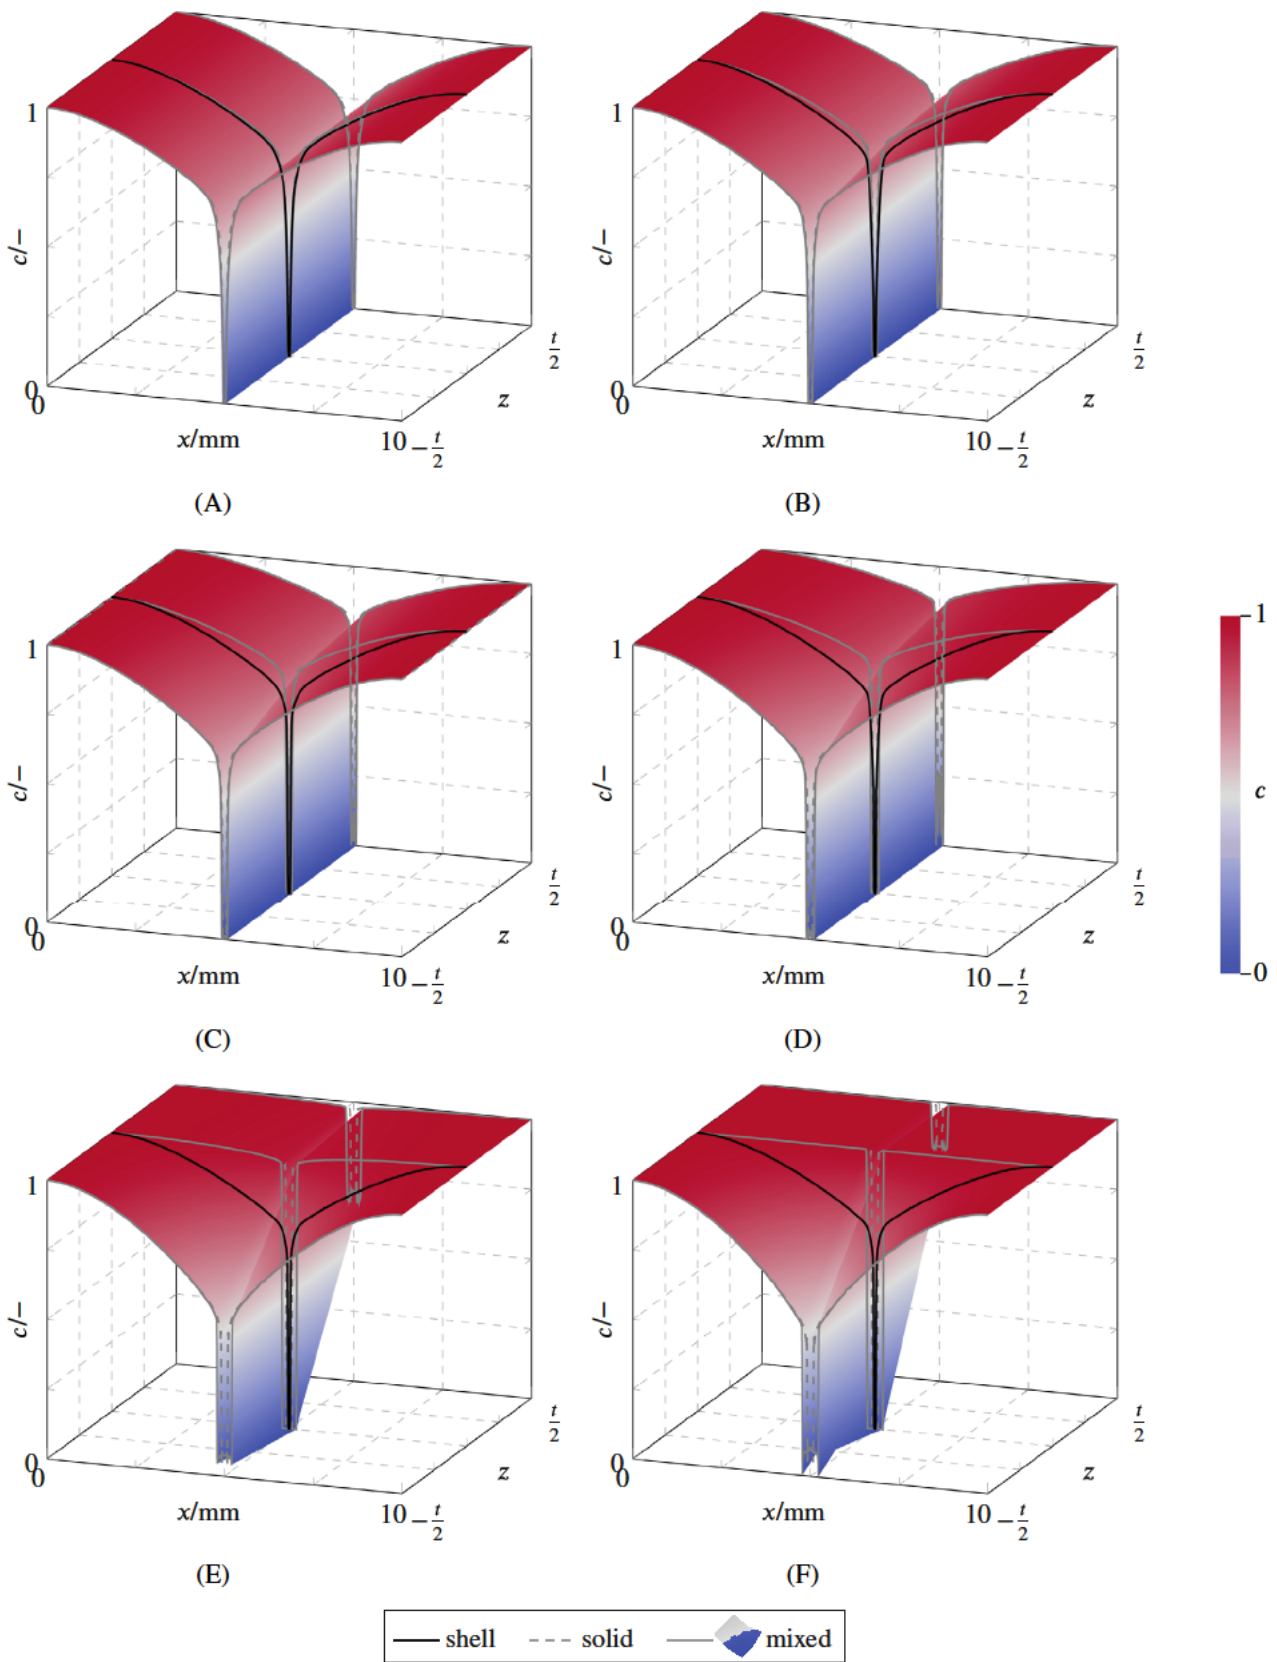 1
c/–
0
0
x/mm
10
–t/2
z
t/2
(A)
1
c/–
0
0
x/mm
10
–t/2
z
t/2
(B)
1
c/–
0
0
x/mm
10
–t/2
z
t/2
(C)
1
c/–
0
0
x/mm
10
–t/2
z
t/2
(D)
1
c
0
1
c/–
0
0
x/mm
10
–t/2
z
t/2
(E)
1
c/–
0
0
x/mm
10
–t/2
z
t/2
(F)
shell solid mixed